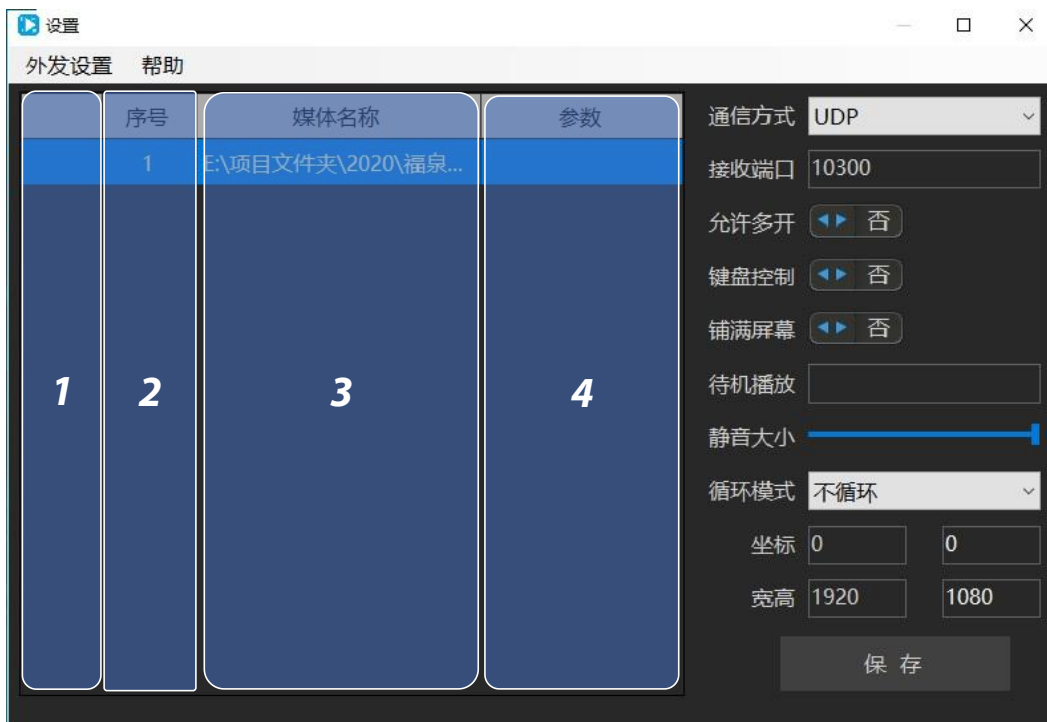 设置
外发设置 帮助
序号 媒体名称 参数
1 E:\项目文件夹\2020\福泉...
1 2 3 4
通信方式 UDP
接收端口 10300
允许多开 否
键盘控制 否
铺满屏幕 否
待机播放
静音大小
循环模式 不循环
坐标 0 0
宽高 1920 1080
保存